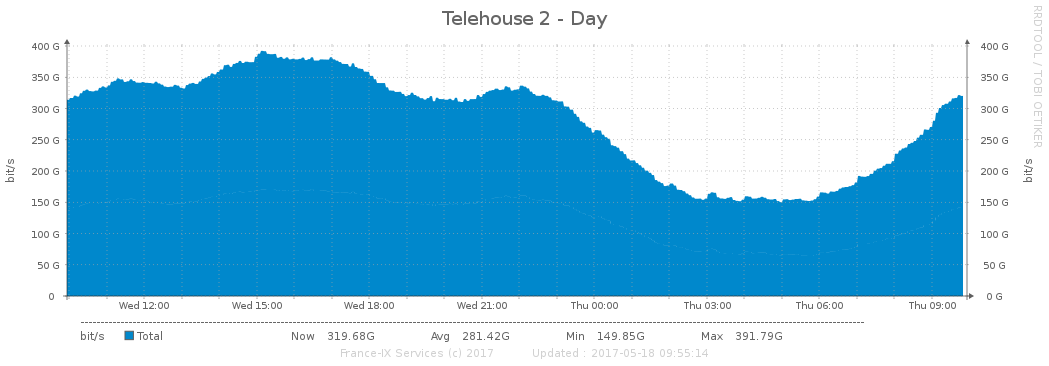 Telehouse 2 - Day
RRDTOOL / TOBI OETIKER
400 G 400 G
350 G 350 G
300 G 300 G
250 G 250 G
200 G 200 G
150 G 150 G
100 G 100 G
50 G 50 G
0 0 G
bit/s bit/s
Wed 12:00 Wed 15:00 Wed 18:00 Wed 21:00 Thu 00:00 Thu 03:00 Thu 06:00 Thu 09:00
bit/s Total Now 319.68G Avg 281.42G Min 149.85G Max 391.79G
France-IX Services (c) 2017 Updated : 2017-05-18 09:55:14